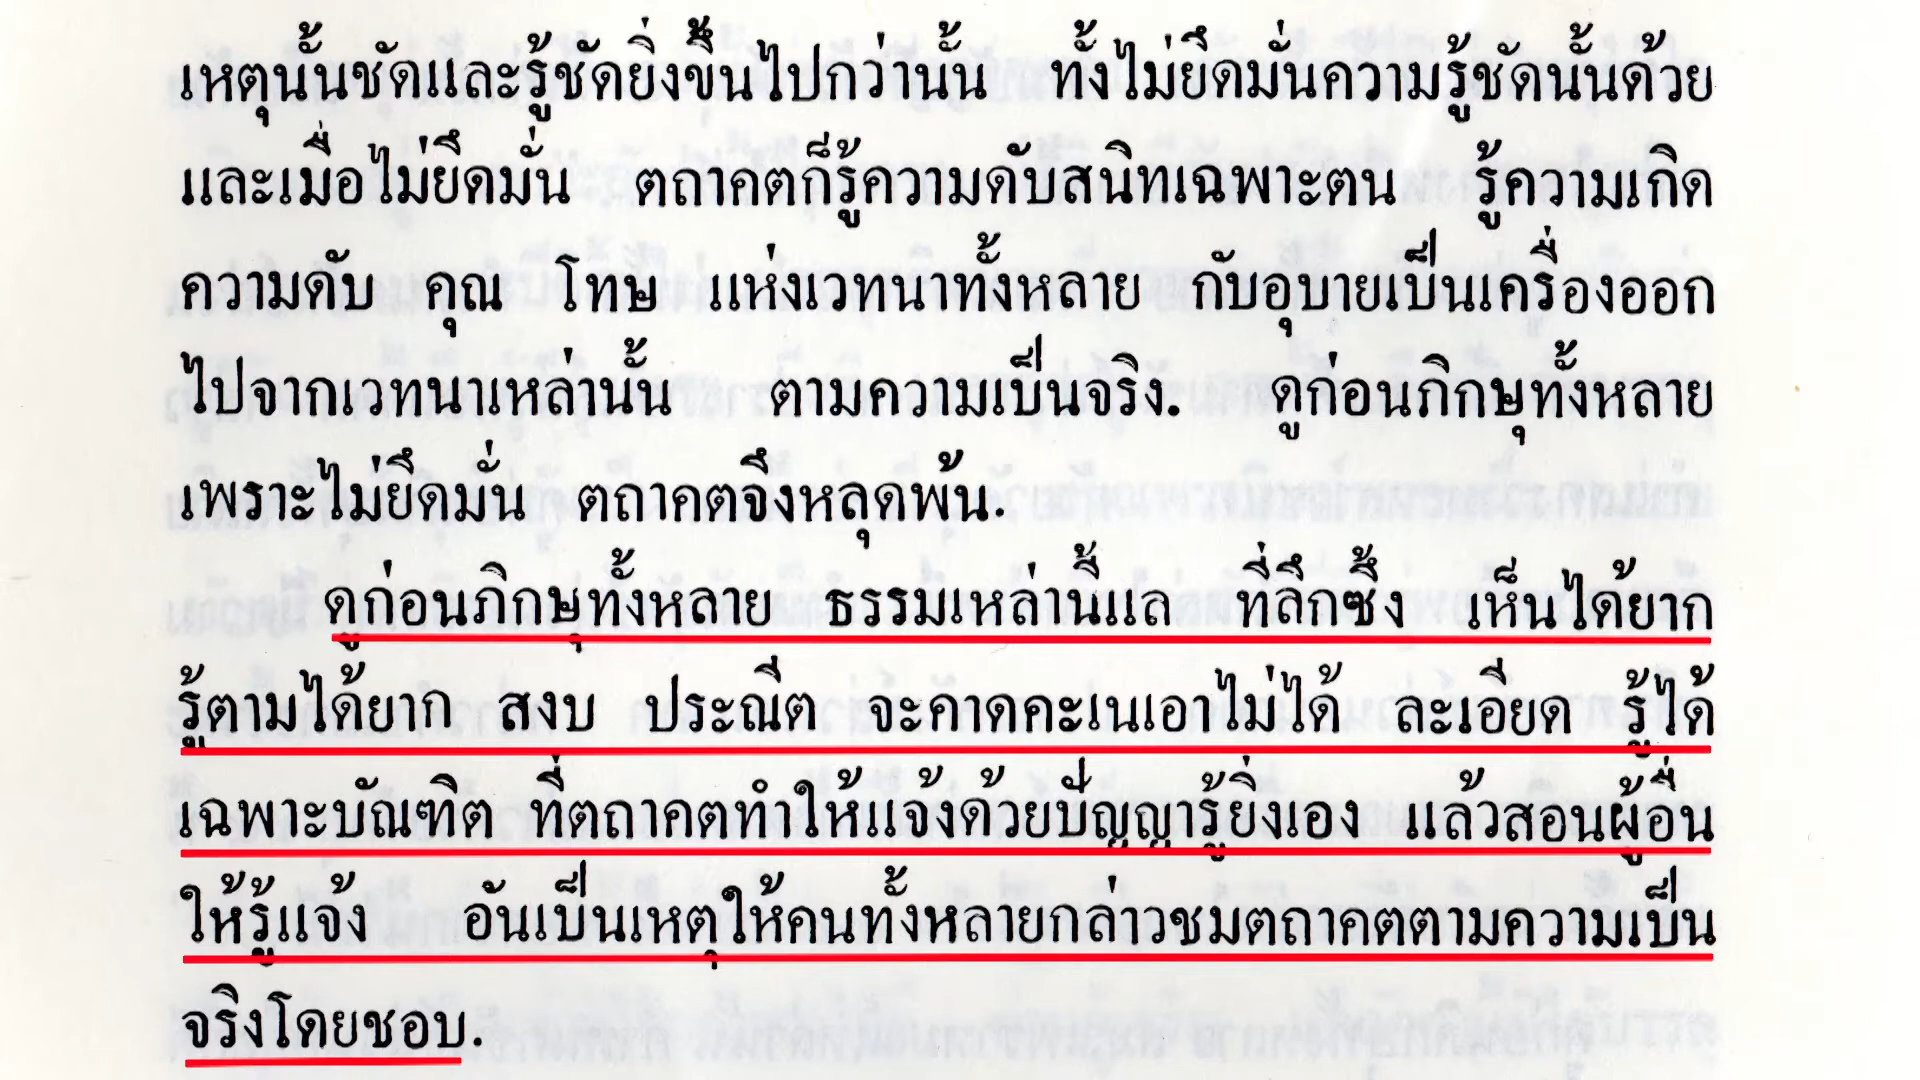 เหตุนั้นชัดและรู้ชัดยิ่งขึ้นไปกว่านั้น ทั้งไม่ยึดมั่นความรู้ชัดนั้นด้วย
และเมื่อไม่ยึดมั่น ตถาคตก็รู้ความดับสนิทเฉพาะตน รู้ความเกิด
ความดับ คุณ โทษ แห่งเวทนาทั้งหลาย กับอุบายเป็นเครื่องออก
ไปจากเวทนาเหล่านั้น ตามความเป็นจริง. ดูก่อนภิกษุทั้งหลาย
เพราะไม่ยึดมั่น ตถาคตจึงหลุดพ้น.
ดูก่อนภิกษุทั้งหลาย ธรรมเหล่านี้แล ที่ลึกซึ้ง เห็นได้ยาก
รู้ตามได้ยาก สงบ ประณีต จะคาดคะเนเอาไม่ได้ ละเอียด รู้ได้
เฉพาะบัณฑิต ที่ตถาคตทำให้แจ้งด้วยปัญญารู้ยิ่งเอง แล้วสอนผู้อื่น
ให้รู้แจ้ง อันเป็นเหตุให้คนทั้งหลายกล่าวชมตถาคตตามความเป็น
จริงโดยชอบ.